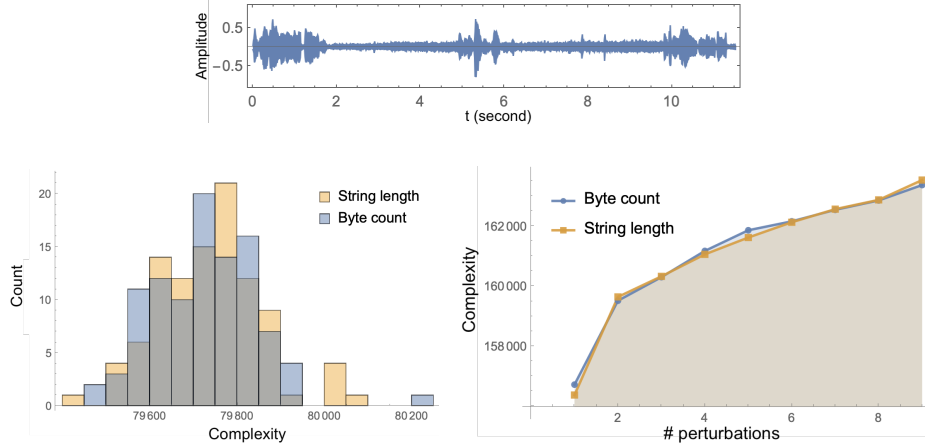 Amplitude
0.5
-0.5
0 2 4 6 8 10
t (second)
Count
20
15
10
5
0
String length
Byte count
79600 79800 80000 80200
Complexity
Complexity
162000
160000
158000
Byte count
String length
2 4 6 8
# perturbations